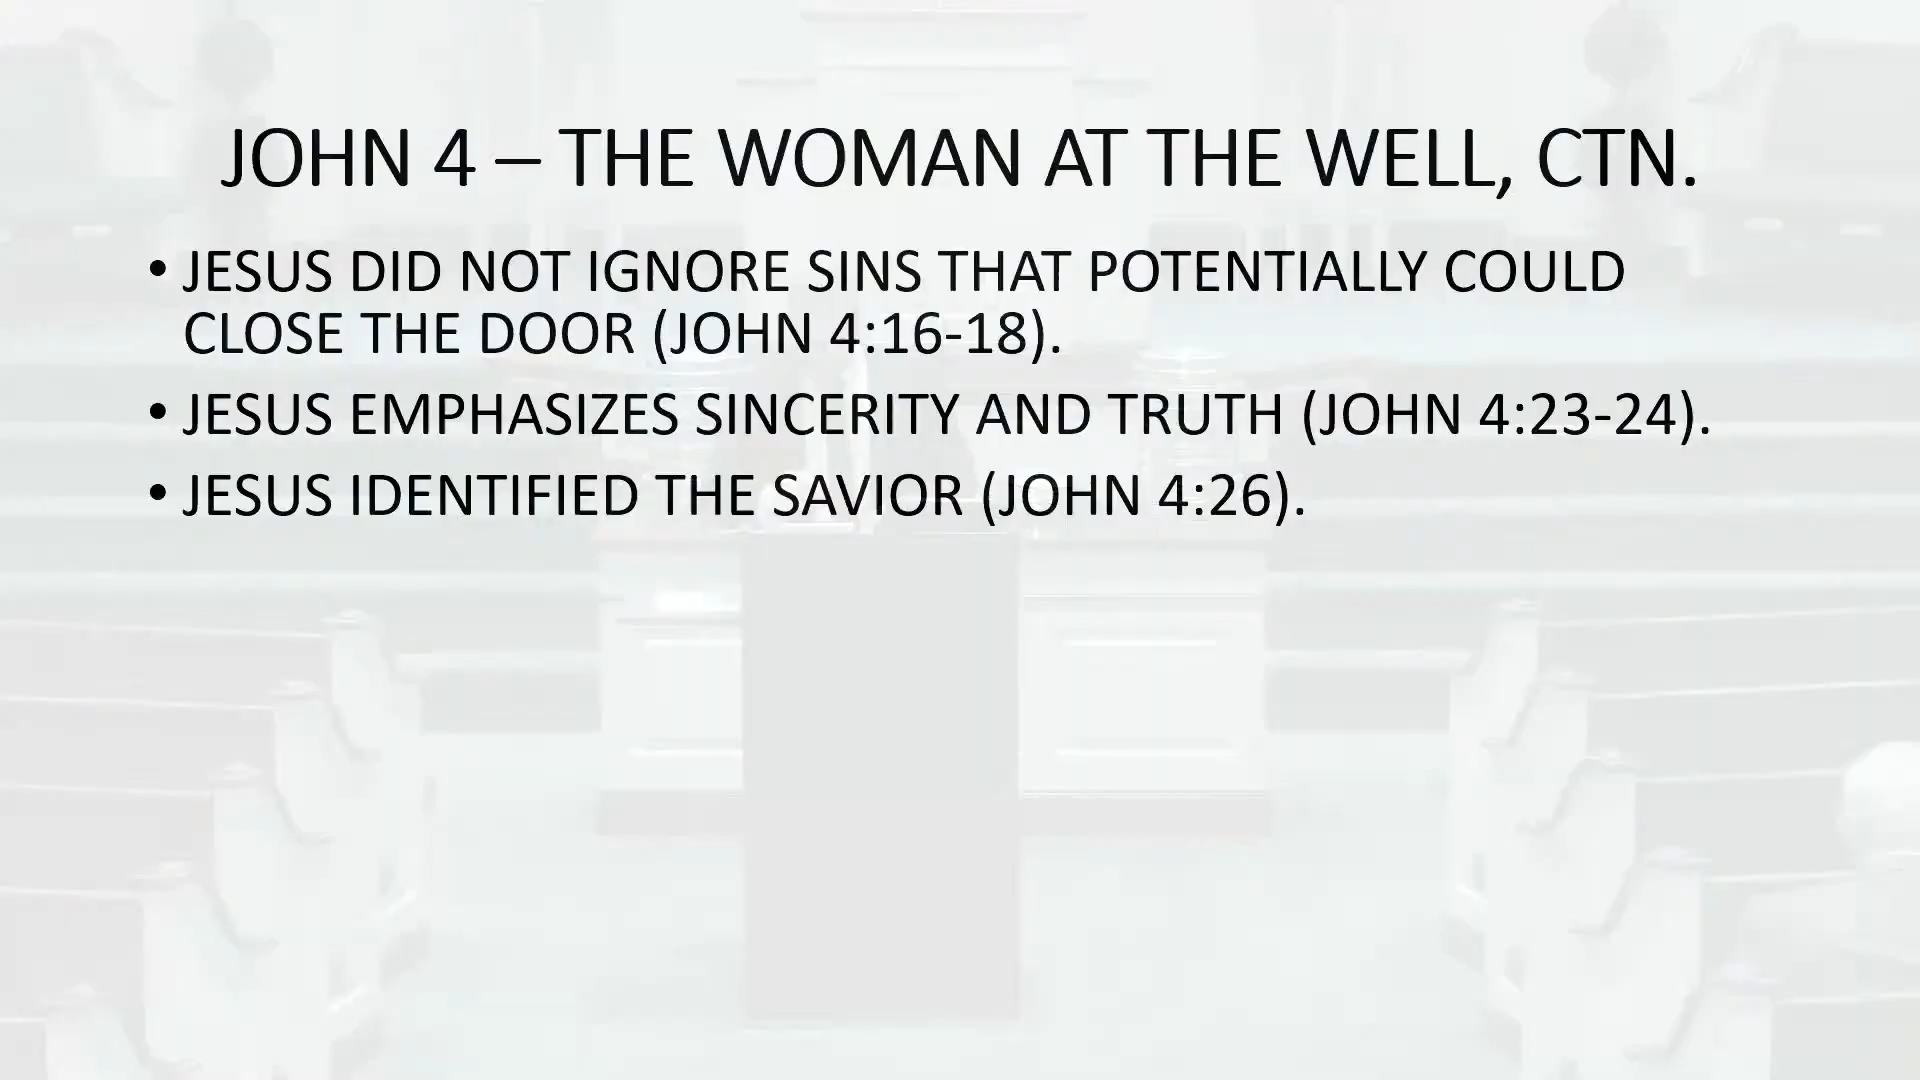 JOHN 4 – THE WOMAN AT THE WELL, CTN.
• JESUS DID NOT IGNORE SINS THAT POTENTIALLY COULD
CLOSE THE DOOR (JOHN 4:16-18).
• JESUS EMPHASIZES SINCERITY AND TRUTH (JOHN 4:23-24).
• JESUS IDENTIFIED THE SAVIOR (JOHN 4:26).